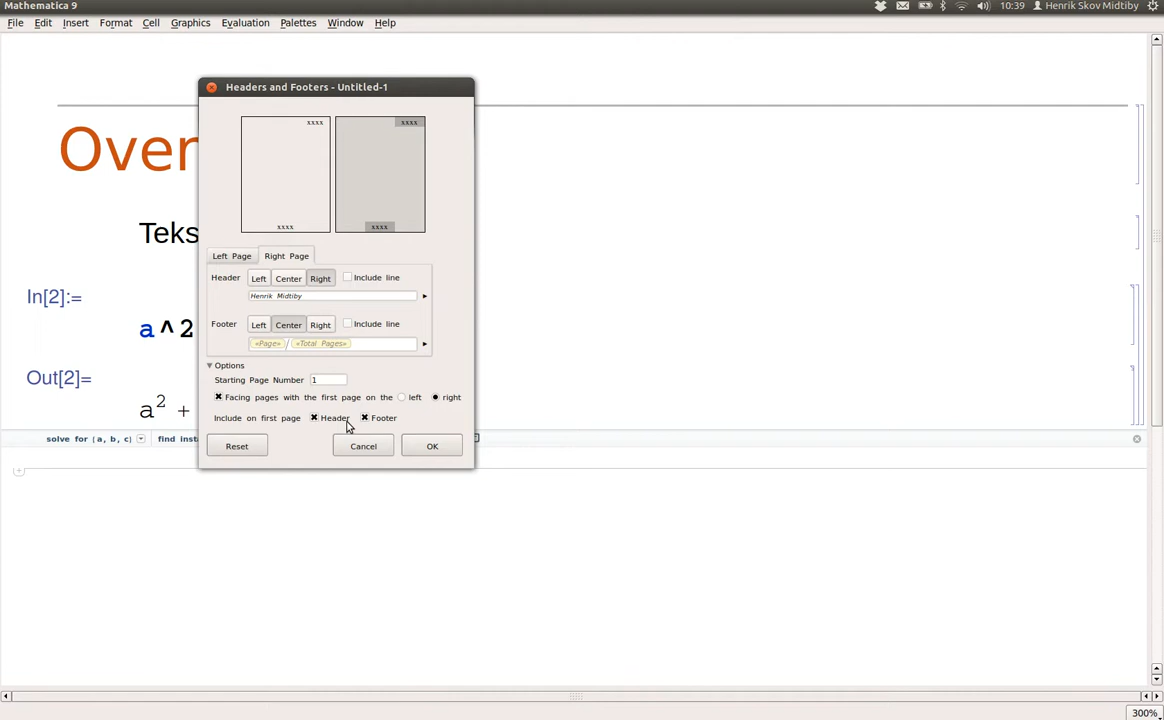 Mathematica 9
10:39 Henrik Skov Midtiby
File Edit Insert Format Cell Graphics Evaluation Palettes Window Help
Headers and Footers - Untitled-1
xxxx xxxx
Over
Teks
xxxx xxxx
Left Page Right Page
Header Left Center Right Include line
Henrik Midtiby
In[2]:=
Footer Left Center Right Include line
a^2
«Page» / «Total Pages»
Options
Out[2]=
Starting Page Number 1
Facing pages with the first page on the left right
a² +
Include on first page Header Footer
solve for (a, b, c) find inst
Reset Cancel OK
300%